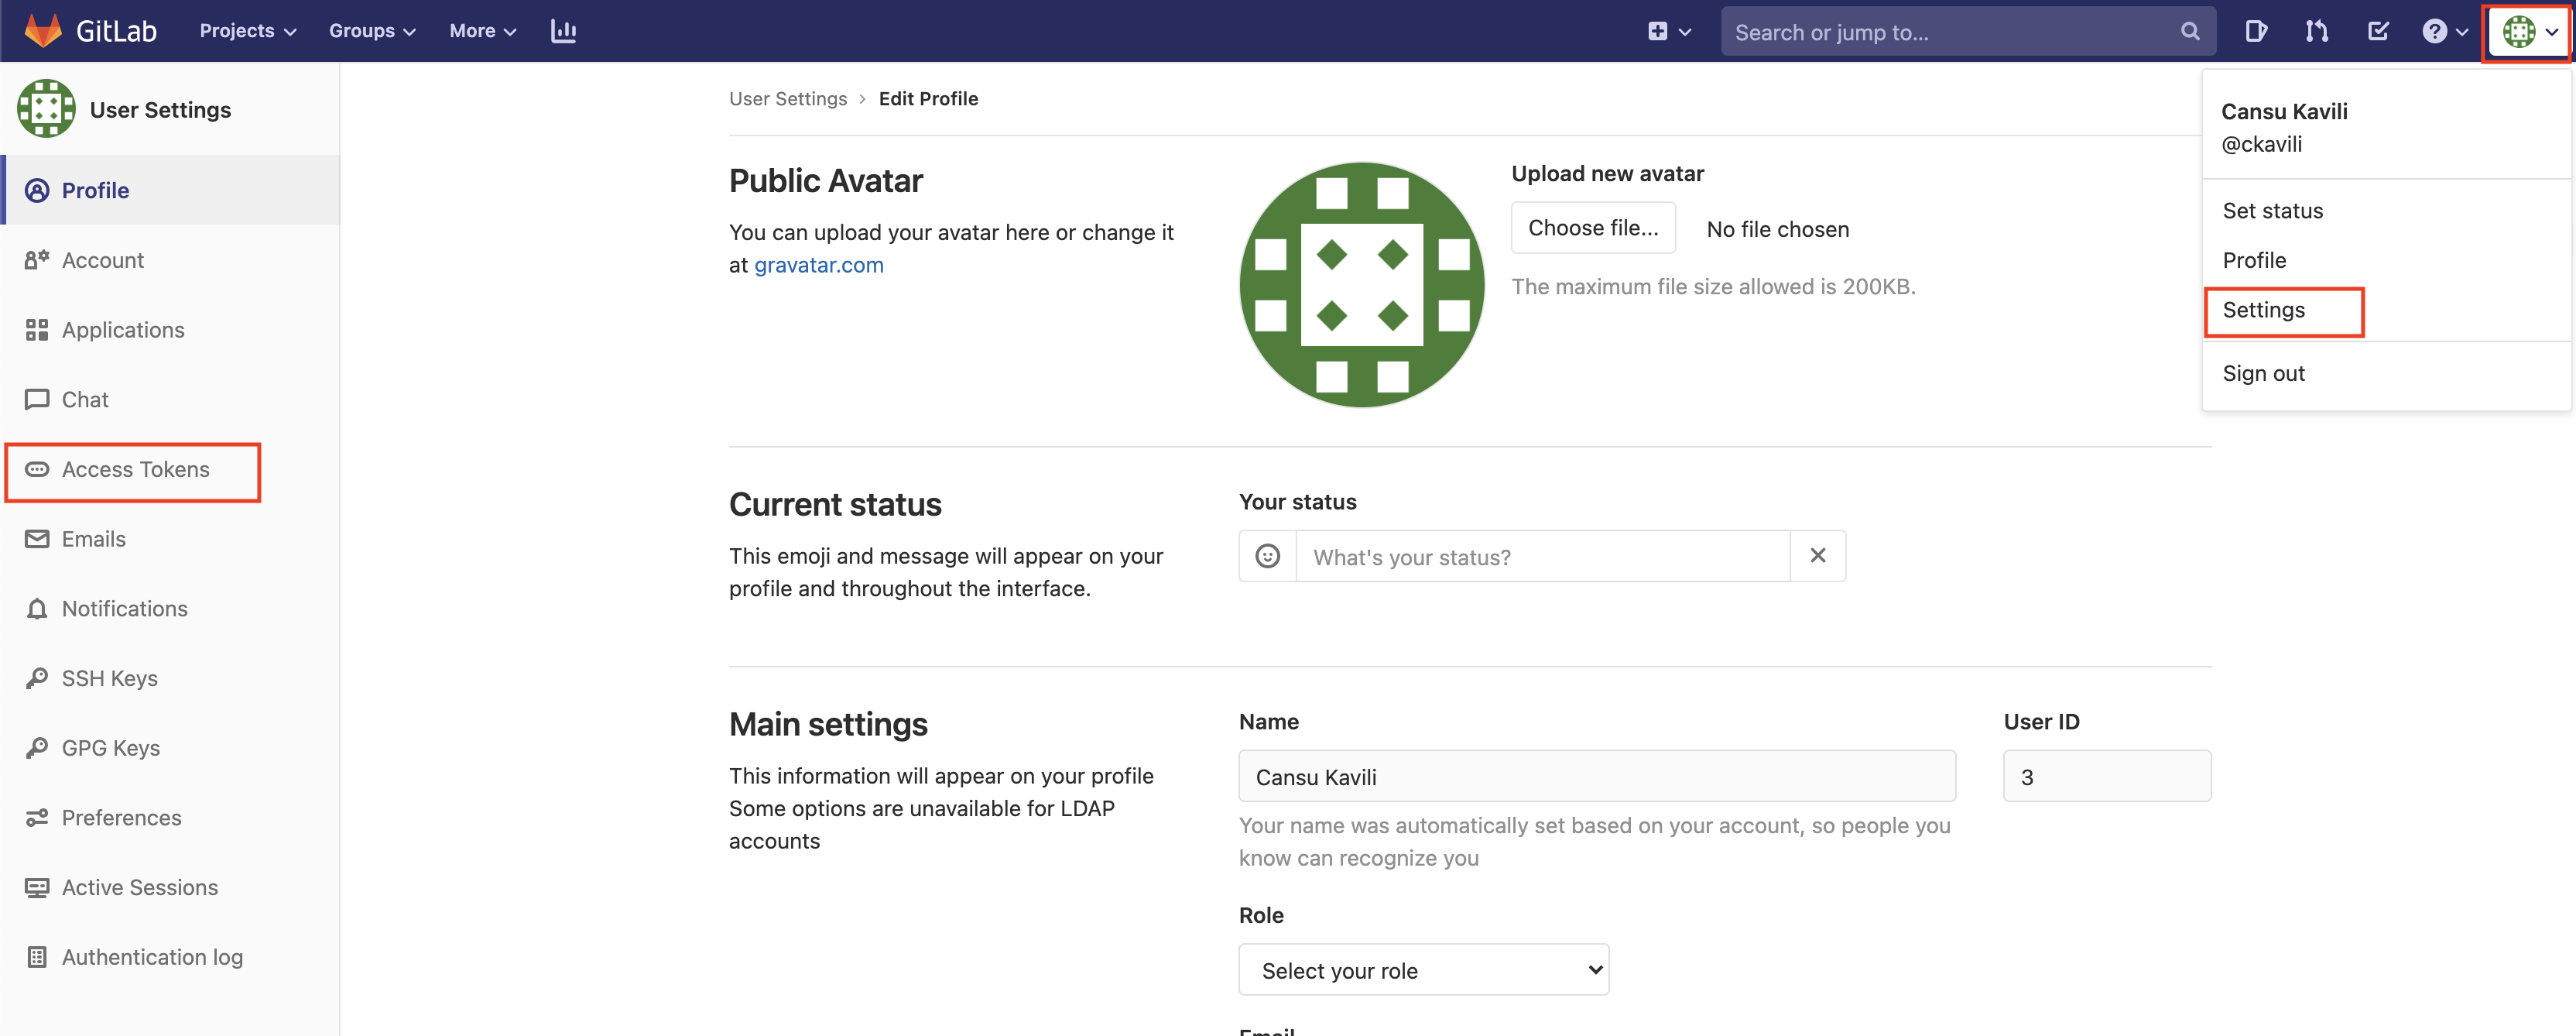 GitLab
Projects
Groups
More
Search or jump to...
User Settings
Profile
Account
Applications
Chat
Access Tokens
Emails
Notifications
SSH Keys
GPG Keys
Preferences
Active Sessions
Authentication log
User Settings > Edit Profile
Public Avatar
You can upload your avatar here or change it
at gravatar.com
Upload new avatar
Choose file...
No file chosen
The maximum file size allowed is 200KB.
Current status
This emoji and message will appear on your
profile and throughout the interface.
Your status
What's your status?
Main settings
This information will appear on your profile
Some options are unavailable for LDAP
accounts
Name
Cansu Kavili
Your name was automatically set based on your account, so people you
know can recognize you
User ID
3
Role
Select your role
Email
Cansu Kavili
@ckavili
Set status
Profile
Settings
Sign out